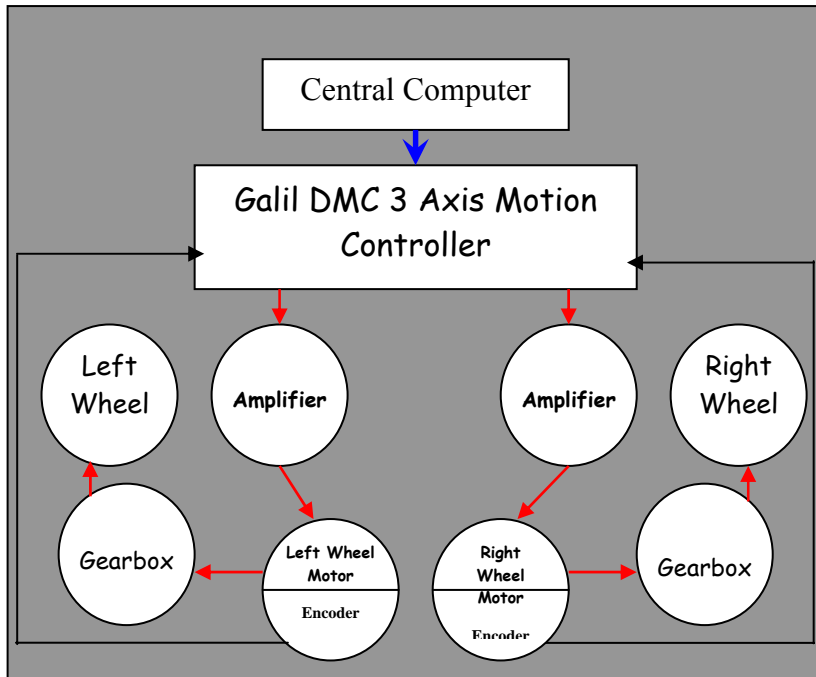 Central Computer
Galil DMC 3 Axis Motion
Controller
Left
Wheel
Amplifier
Amplifier
Right
Wheel
Gearbox
Left Wheel
Motor
Encoder
Right
Wheel
Motor
Encoder
Gearbox